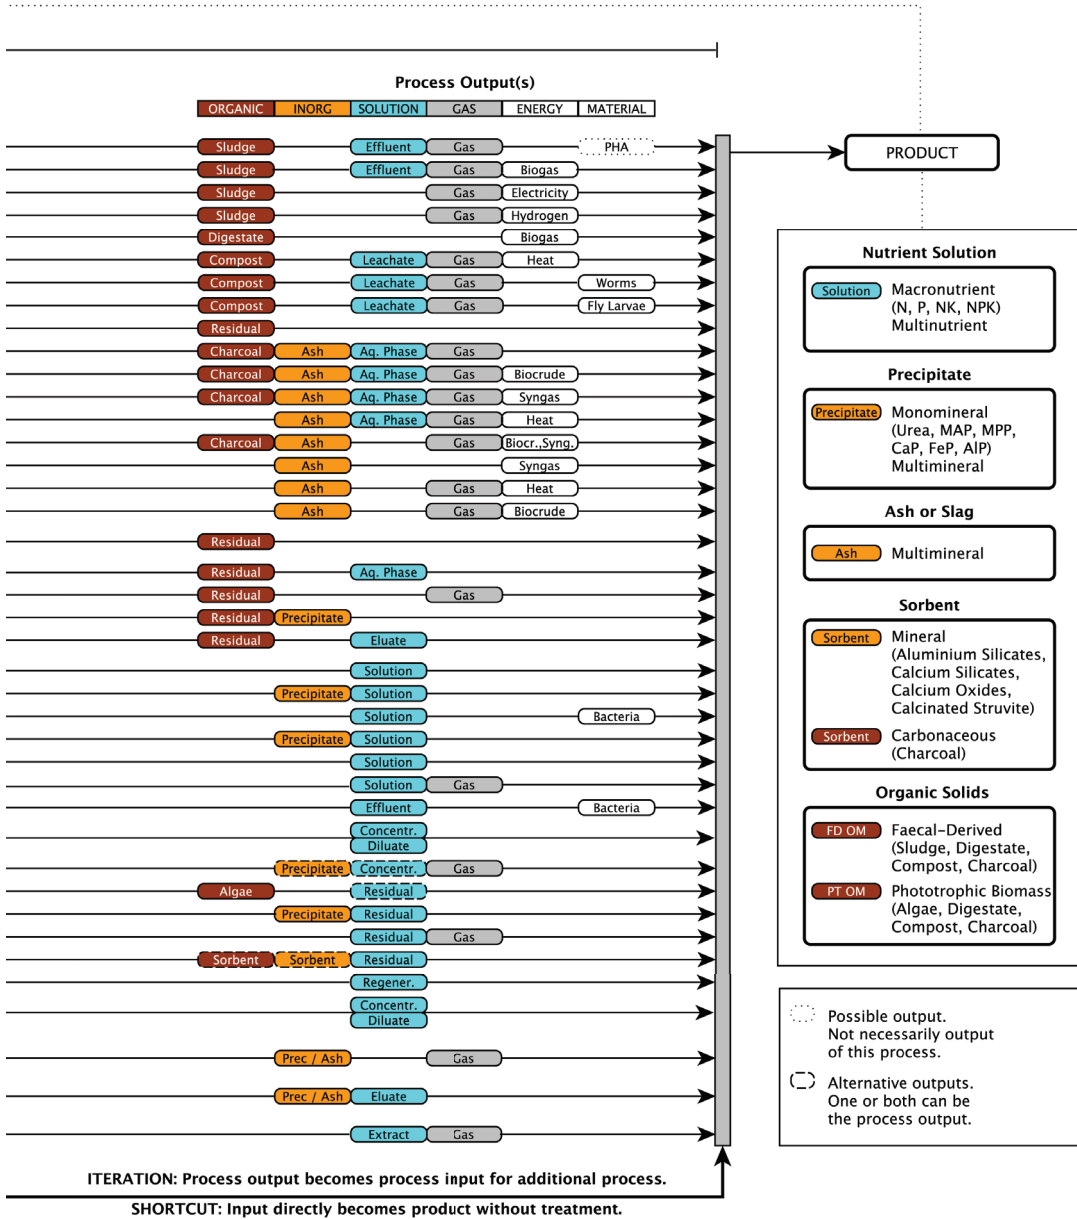 Process Output(s)
ORGANIC INORG SOLUTION GAS ENERGY MATERIAL
Sludge Effluent Gas PHA
Sludge Effluent Gas Biogas
Sludge Gas Electricity
Sludge Gas Hydrogen
Digestate Biogas
Compost Leachate Gas Heat
Compost Leachate Gas Worms
Compost Leachate Gas Fly Larvae
Residual
Charcoal Ash Aq. Phase Gas
Charcoal Ash Aq. Phase Gas Biocrude
Charcoal Ash Aq. Phase Gas Syngas
Ash Aq. Phase Gas Heat
Charcoal Ash Gas Biocr.,Syng.
Ash Syngas
Ash Gas Heat
Ash Gas Biocrude
Residual
Residual Aq. Phase
Residual Gas
Residual Precipitate
Residual Eluate
Solution
Precipitate Solution
Solution Bacteria
Precipitate Solution
Solution
Solution Gas
Effluent Bacteria
Concentr.
Diluate
Precipitate Concentr. Gas
Algae Residual
Precipitate Residual
Residual Gas
Sorbent Sorbent Residual
Regener.
Concentr.
Diluate
Prec / Ash Gas
Prec / Ash Eluate
Extract Gas
ITERATION: Process output becomes process input for additional process.
SHORTCUT: Input directly becomes product without treatment.
PRODUCT
Nutrient Solution
Solution Macronutrient
(N, P, NK, NPK)
Multinutrient
Precipitate
Precipitate Monomineral
(Urea, MAP, MPP,
CaP, FeP, AlP)
Multimineral
Ash or Slag
Ash Multimineral
Sorbent
Sorbent Mineral
(Aluminium Silicates,
Calcium Silicates,
Calcium Oxides,
Calcinated Struvite)
Sorbent Carbonaceous
(Charcoal)
Organic Solids
FD OM Faecal-Derived
(Sludge, Digestate,
Compost, Charcoal)
PT OM Phototrophic Biomass
(Algae, Digestate,
Compost, Charcoal)
Possible output.
Not necessarily output
of this process.
Alternative outputs.
One or both can be
the process output.